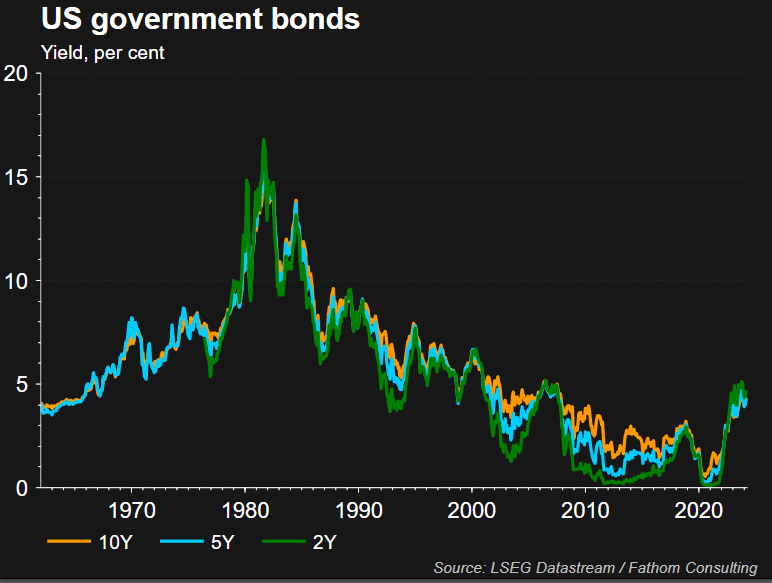 US government bonds
Yield, per cent
20
15
10
5
0
1970 1980 1990 2000 2010 2020
10Y 5Y 2Y
Source: LSEG Datastream / Fathom Consulting